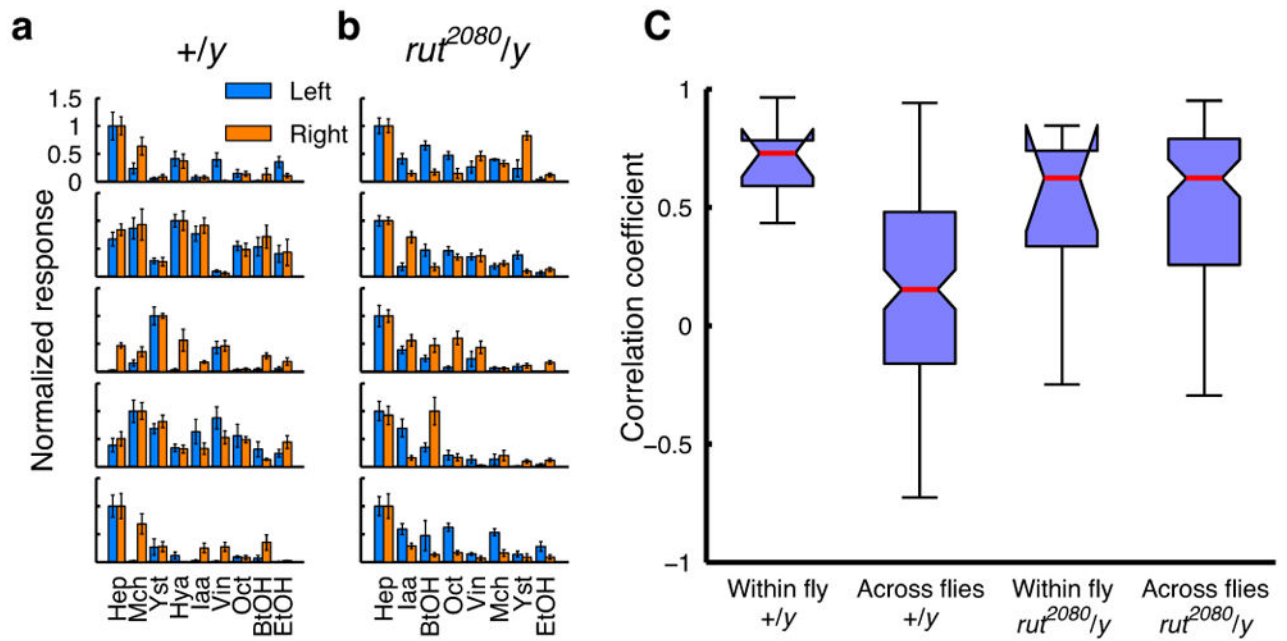 a
+/y
b
rut²⁰⁸⁰/y
C
Left
Right
1.5
0.5
0
Normalized response
Hep
Mch
Yst
Hya
Iaa
Vin
Oct
BtOH
EtOH
Hep
Iaa
BtOH
Oct
Vin
Mch
Yst
EtOH
Correlation coefficient
1
0.5
0
−0.5
−1
Within fly
+/y
Across flies
+/y
Within fly
rut²⁰⁸⁰/y
Across flies
rut²⁰⁸⁰/y